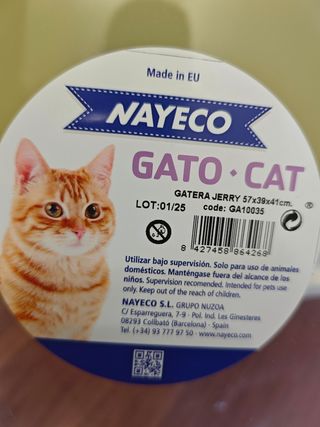 Made in EU
NAYECO
GATO · CAT
GATERA JERRY 57x39x41cm.
LOT:01/25 code: GA10035
8 427458 864268
Utilizar bajo supervisión. Solo para uso de animales
domésticos. Manténgase fuera del alcance de los
niños. Supervision recomended. Intended for pets use
only. Keep out of the reach of children.
NAYECO S.L. GRUPO NUZOA
C/ Esparreguera, 7-9 · Pol. Ind. Les Ginesteres
08293 Collbató (Barcelona) - Spain
Tel. (+34) 93 777 97 50 - www.nayeco.com